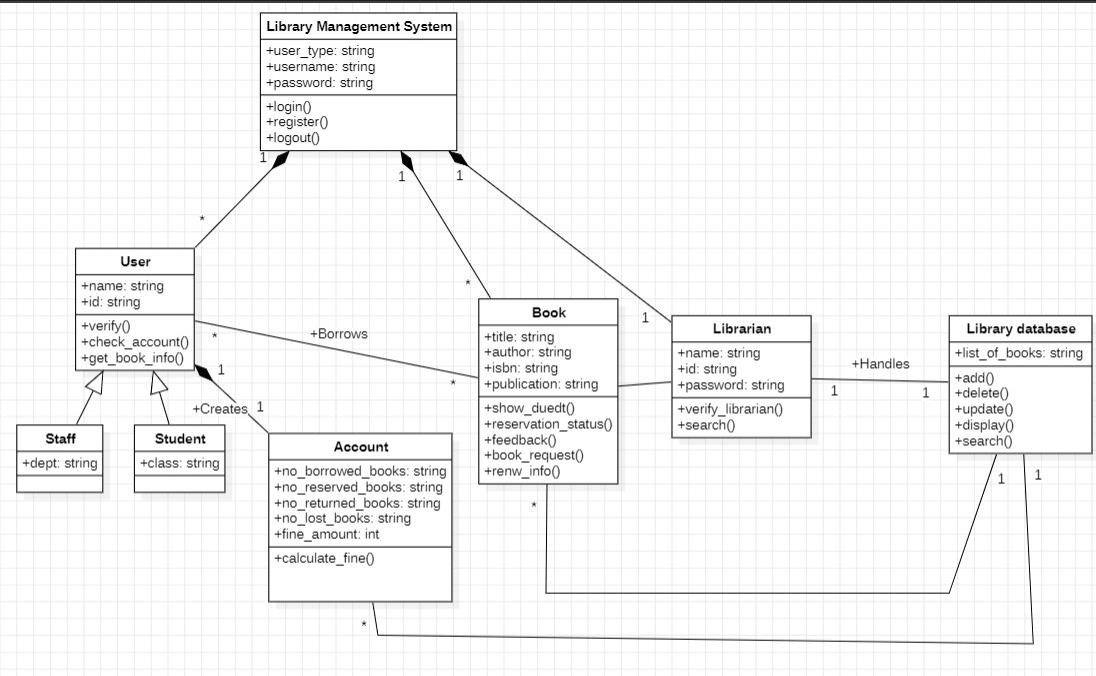 Library Management System
+user_type: string
+username: string
+password: string
+login()
+register()
+logout()
1
1
1
*
*
1
User
+name: string
+id: string
+verify()
+check_account()
+get_book_info()
*
+Borrows
*
1
+Creates
1
Book
+title: string
+author: string
+isbn: string
+publication: string
+show_duedt()
+reservation_status()
+feedback()
+book_request()
+renw_info()
*
Librarian
+name: string
+id: string
+password: string
+verify_librarian()
+search()
+Handles
1
1
Library database
+list_of_books: string
+add()
+delete()
+update()
+display()
+search()
1
1
Staff
+dept: string
Student
+class: string
Account
+no_borrowed_books: string
+no_reserved_books: string
+no_returned_books: string
+no_lost_books: string
+fine_amount: int
+calculate_fine()
*